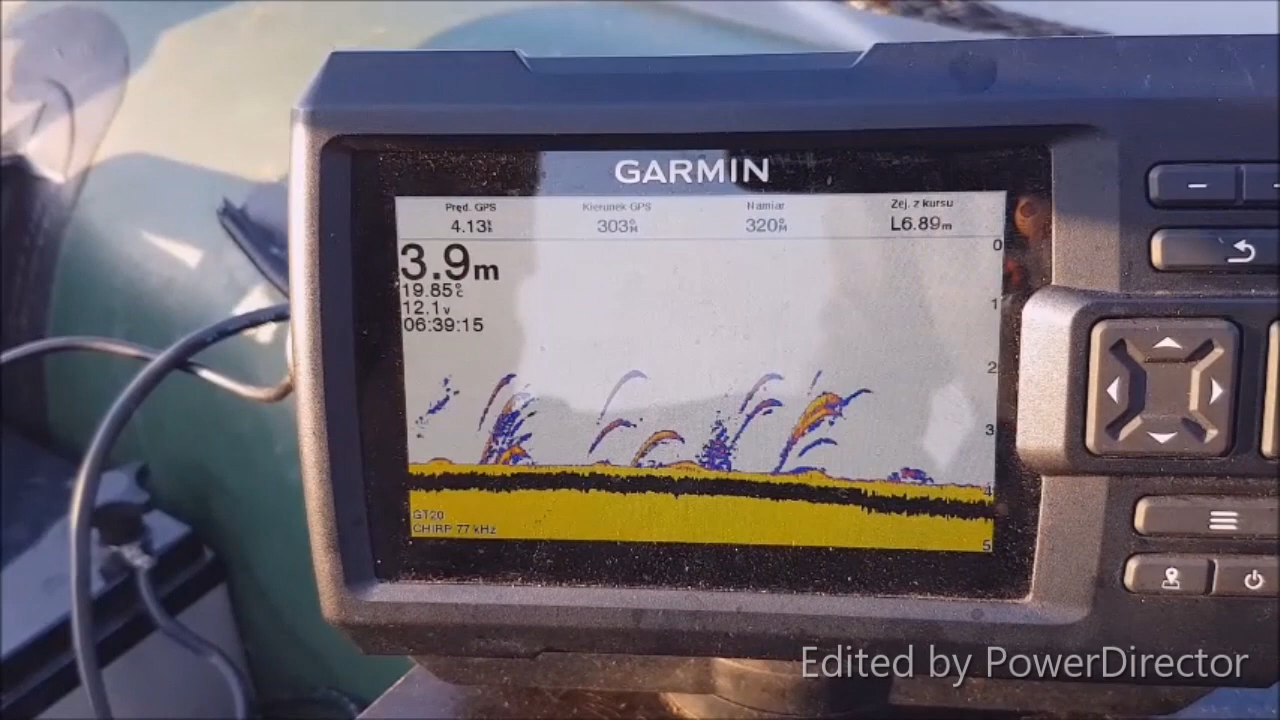 GARMIN
Pręd. GPS Kierunek GPS Namiar Zej. z kursu
4.13 303°M 320°M L6.89m
3.9m
19.85°C
12.1v
06:39:15
0
1
2
3
4
5
GT20
CHIRP 77 kHz
Edited by PowerDirector